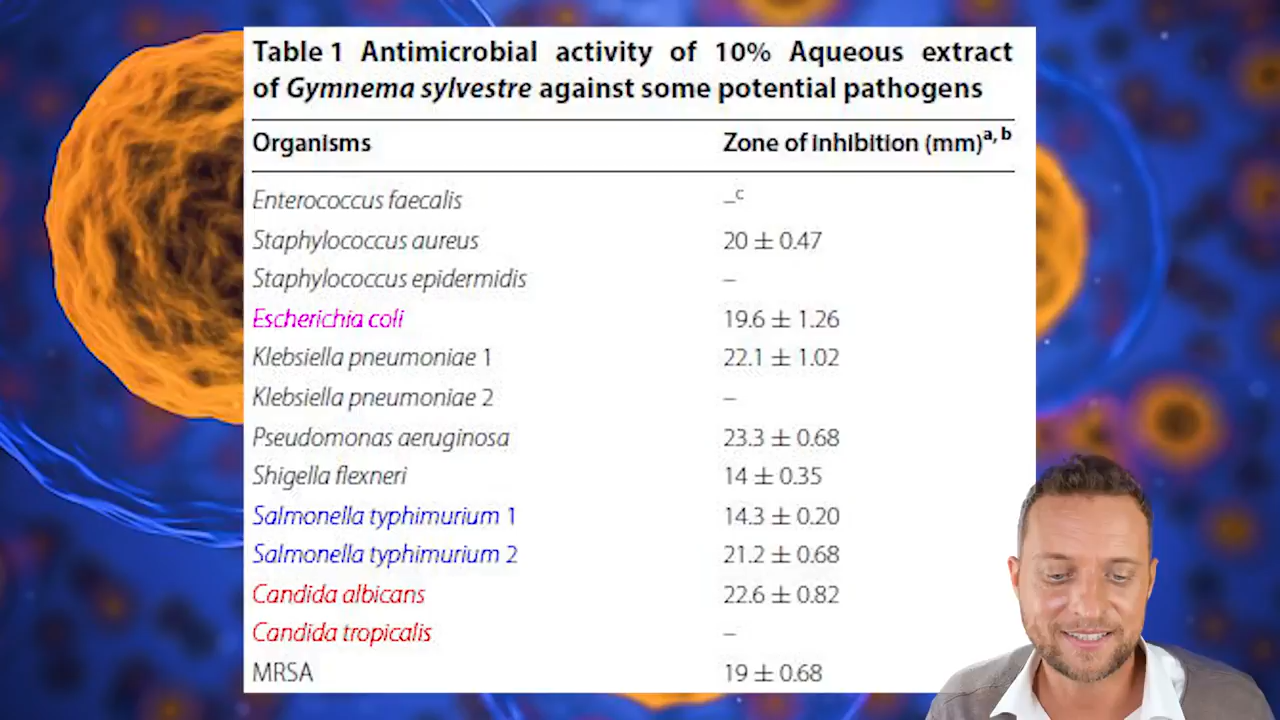 Table 1 Antimicrobial activity of 10% Aqueous extract
of Gymnema sylvestre against some potential pathogens
Organisms Zone of inhibition (mm)a, b
Enterococcus faecalis –c
Staphylococcus aureus 20 ± 0.47
Staphylococcus epidermidis –
Escherichia coli 19.6 ± 1.26
Klebsiella pneumoniae 1 22.1 ± 1.02
Klebsiella pneumoniae 2 –
Pseudomonas aeruginosa 23.3 ± 0.68
Shigella flexneri 14 ± 0.35
Salmonella typhimurium 1 14.3 ± 0.20
Salmonella typhimurium 2 21.2 ± 0.68
Candida albicans 22.6 ± 0.82
Candida tropicalis –
MRSA 19 ± 0.68